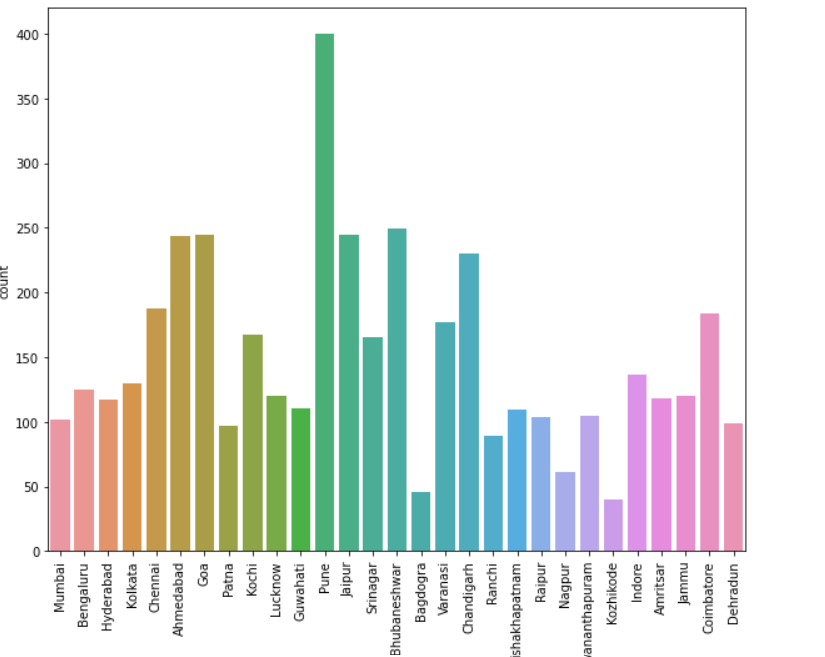 400
350
300
250
200
150
100
50
0
count
Mumbai
Bengaluru
Hyderabad
Kolkata
Chennai
Ahmedabad
Goa
Patna
Kochi
Lucknow
Guwahati
Pune
Jaipur
Srinagar
Bhubaneshwar
Bagdogra
Varanasi
Chandigarh
Ranchi
ishakhapatnam
Raipur
Nagpur
vananthapuram
Kozhikode
Indore
Amritsar
Jammu
Coimbatore
Dehradun